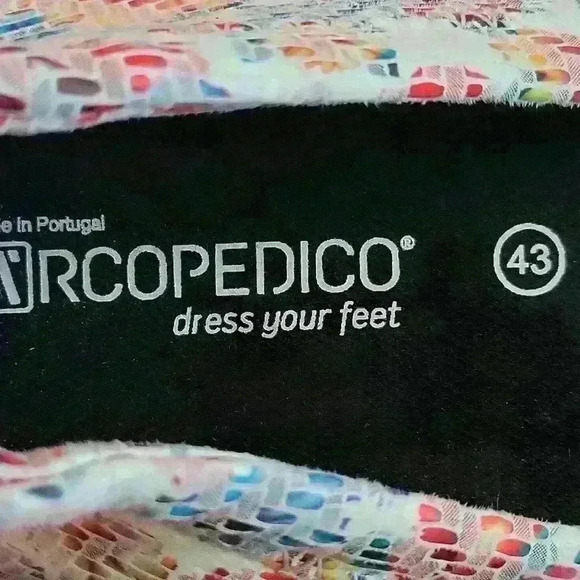 e In Portugal
ARCOPEDICO®
43
dress your feet